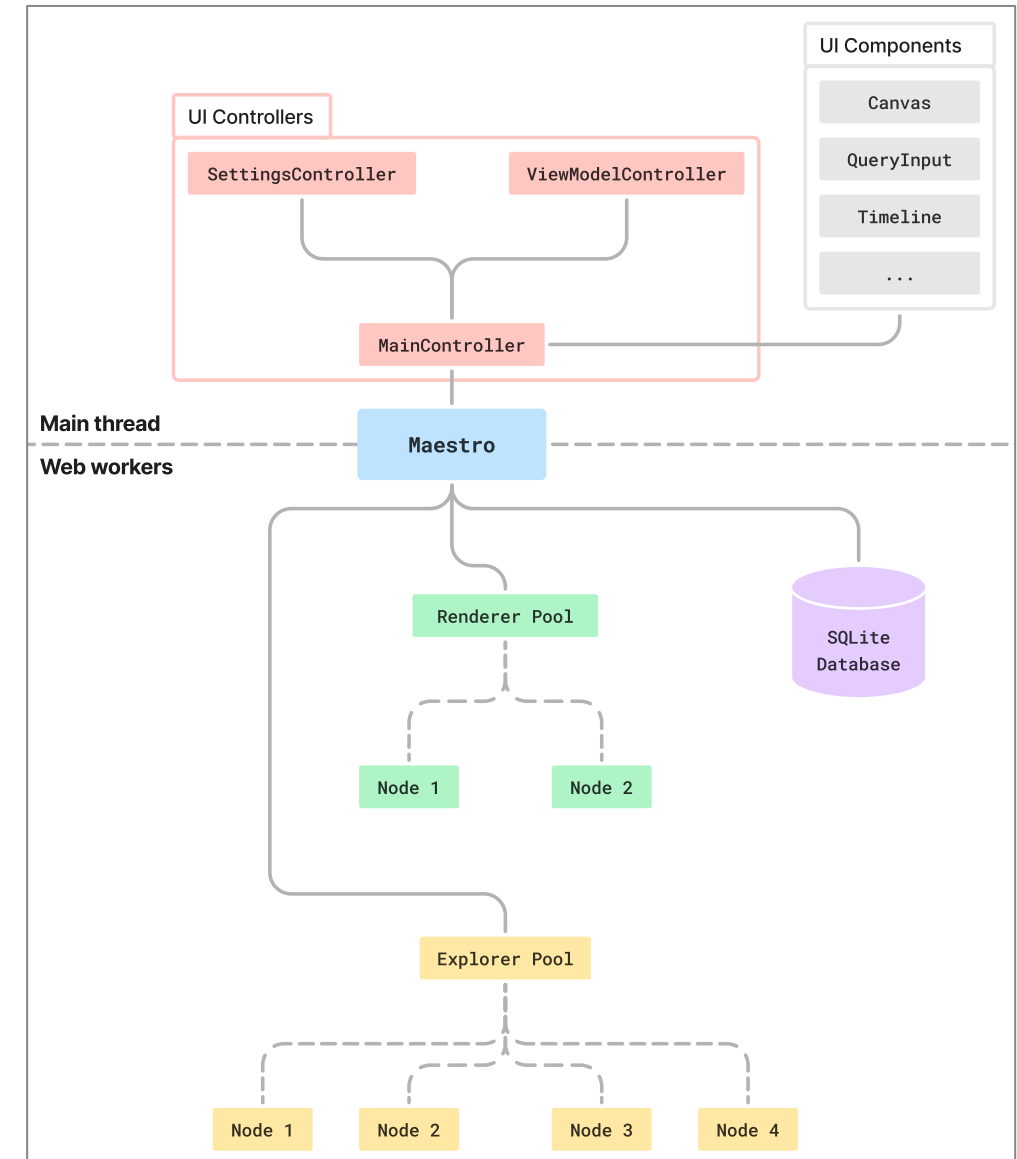 UI Components
Canvas
QueryInput
Timeline
...
UI Controllers
SettingsController
ViewModelController
MainController
Main thread
Maestro
Web workers
Renderer Pool
SQLite
Database
Node 1
Node 2
Explorer Pool
Node 1
Node 2
Node 3
Node 4